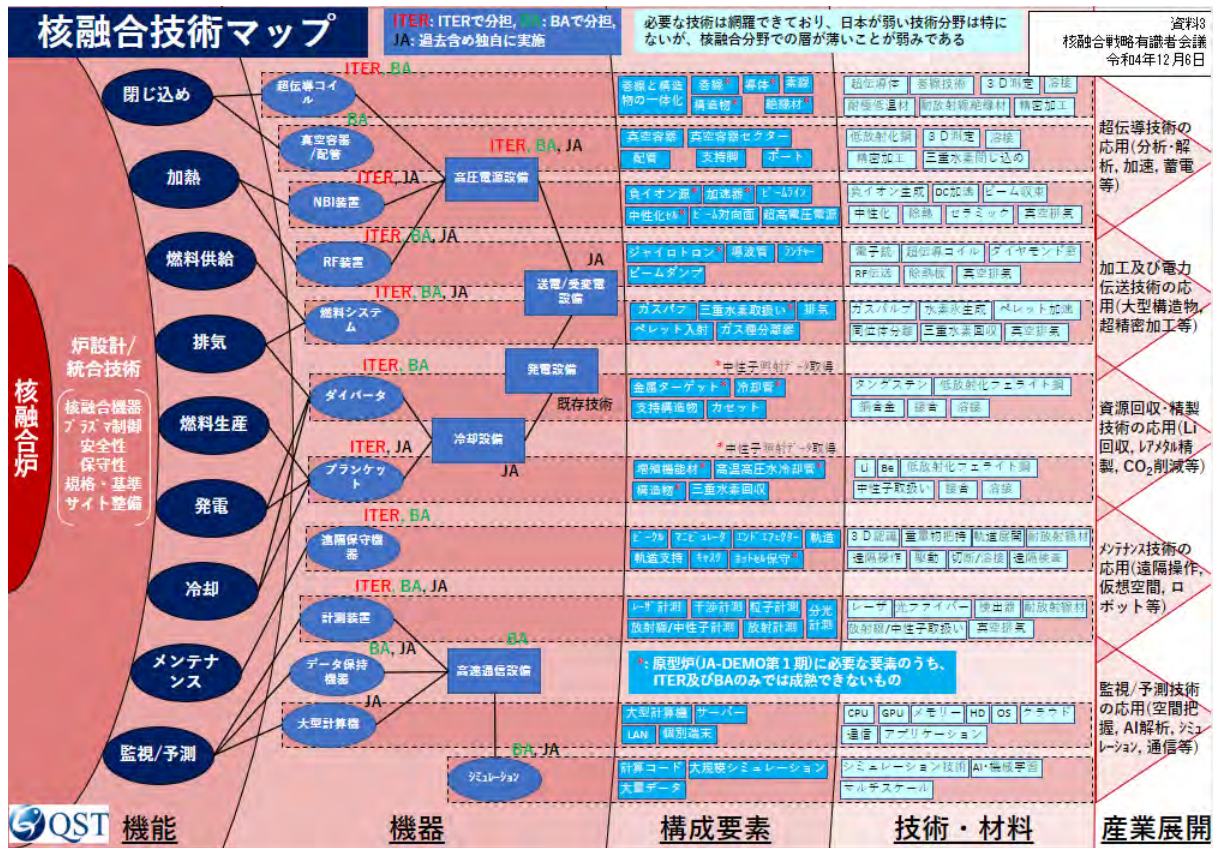 核融合技術マップ
ITER: ITERで分担, BA: BAで分担,
JA: 過去含め独自に実施
必要な技術は網羅できており、日本が弱い技術分野は特に
ないが、核融合分野での層が薄いことが弱みである
資料3
核融合戦略有識者会議
令和4年12月6日
核融合炉
炉設計/
統合技術
核融合機器
プラズマ制御
安全性
保守性
規格・基準
サイト整備
閉じ込め
加熱
燃料供給
排気
燃料生産
発電
冷却
メンテナ
ンス
監視/予測
ITER, BA
超伝導コイ
ル
BA
真空容器
/配管
ITER, JA
NBI装置
ITER, BA, JA
RF装置
ITER, BA, JA
燃料システ
ム
ITER, BA
ダイバータ
ITER, JA
ブランケッ
ト
ITER, BA
遠隔保守機
器
ITER, BA, JA
計測装置
BA, JA
データ保持
機器
JA
大型計算機
BA, JA
シミュレーション
ITER, BA, JA
高圧電源設備
JA
送電/受変電
設備
発電設備
既存技術
冷却設備
JA
BA
高速通信設備
巻線と構造
物の一体化
巻線*
導体*
素線
構造物*
絶縁材*
超伝導体
巻線技術
3D測定
溶接
耐極低温材
耐放射線絶縁材
精密加工
真空容器
真空容器セクター
配管
支持脚
ポート
低放射化鋼
3D測定
溶接
精密加工
三重水素閉じ込め
負イオン源*
加速器*
ビームライン
中性化セル*
ビーム対向面
超高電圧電源
負イオン生成
DC加速
ビーム収束
中性化
除熱
セラミック
真空排気
ジャイロトロン*
導波管
ランチャー
ビームダンプ
電子銃
超伝導コイル
ダイヤモンド窓
RF伝送
除熱板
真空排気
ガスパフ
三重水素取扱い*
排気
ペレット入射
ガス種分離器
ガスバルブ
水素氷生成
ペレット加速
同位体分離
三重水素回収
真空排気
*中性子照射データ取得
金属ターゲット*
冷却管*
支持構造物
カセット
タングステン
低放射化フェライト鋼
銅合金
接合
溶接
*中性子照射データ取得
増殖機能材*
高温高圧水冷却管*
構造物*
三重水素回収
Li
Be
低放射化フェライト鋼
中性子取扱い
接合
溶接
ビークル
マニピュレータ
エンドエフェクター
軌道
軌道支持
キャスク
ホットセル保守*
3D認識
重量物把持
軌道展開
耐放射線材
遠隔操作
駆動
切断/溶接
遠隔検査
レーザ計測
干渉計測
粒子計測
分光
計測
放射線/中性子計測
放射計測
レーザ
光ファイバー
検出器
耐放射線材
放射線/中性子取扱い
真空排気
*: 原型炉(JA-DEMO第1期)に必要な要素のうち、
ITER及びBAのみでは成熟できないもの
大型計算機
サーバー
LAN
個別端末
CPU
GPU
メモリー
HD
OS
クラウド
通信
アプリケーション
計算コード
大規模シミュレーション
大量データ
シミュレーション技術
AI・機械学習
マルチスケール
超伝導技術の
応用(分析・解
析, 加速, 蓄電
等)
加工及び電力
伝送技術の応
用(大型構造物,
超精密加工等)
資源回収・精製
技術の応用(Li
回収, レアメタル精
製, CO2削減等)
メンテナンス技術の
応用(遠隔操作,
仮想空間, ロ
ボット等)
監視/予測技術
の応用(空間把
握, AI解析, シミュ
レーション, 通信等)
QST
機能
機器
構成要素
技術・材料
産業展開